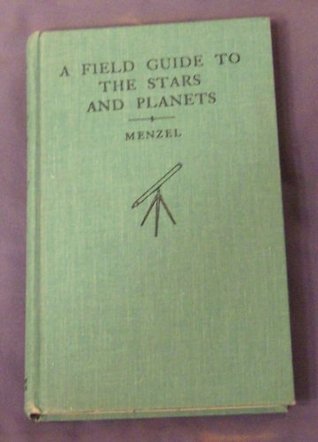 A FIELD GUIDE TO
THE STARS
AND PLANETS
MENZEL